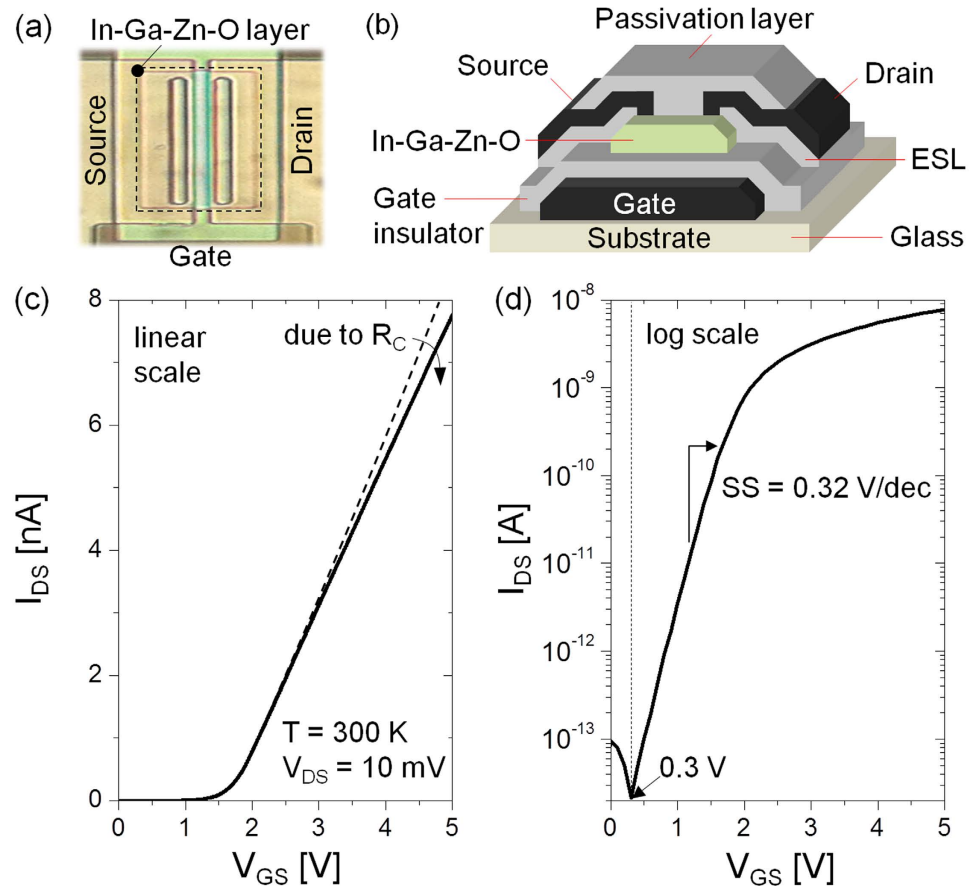 (a)
In-Ga-Zn-O layer
Source
Drain
Gate
(b)
Passivation layer
Source
Drain
In-Ga-Zn-O
ESL
Gate
insulator
Gate
Substrate
Glass
(c)
8
6
4
2
0
I_DS [nA]
linear
scale
due to R_C
T = 300 K
V_DS = 10 mV
0 1 2 3 4 5
V_GS [V]
(d)
10^-8
10^-9
10^-10
10^-11
10^-12
10^-13
I_DS [A]
log scale
SS = 0.32 V/dec
0.3 V
0 1 2 3 4 5
V_GS [V]